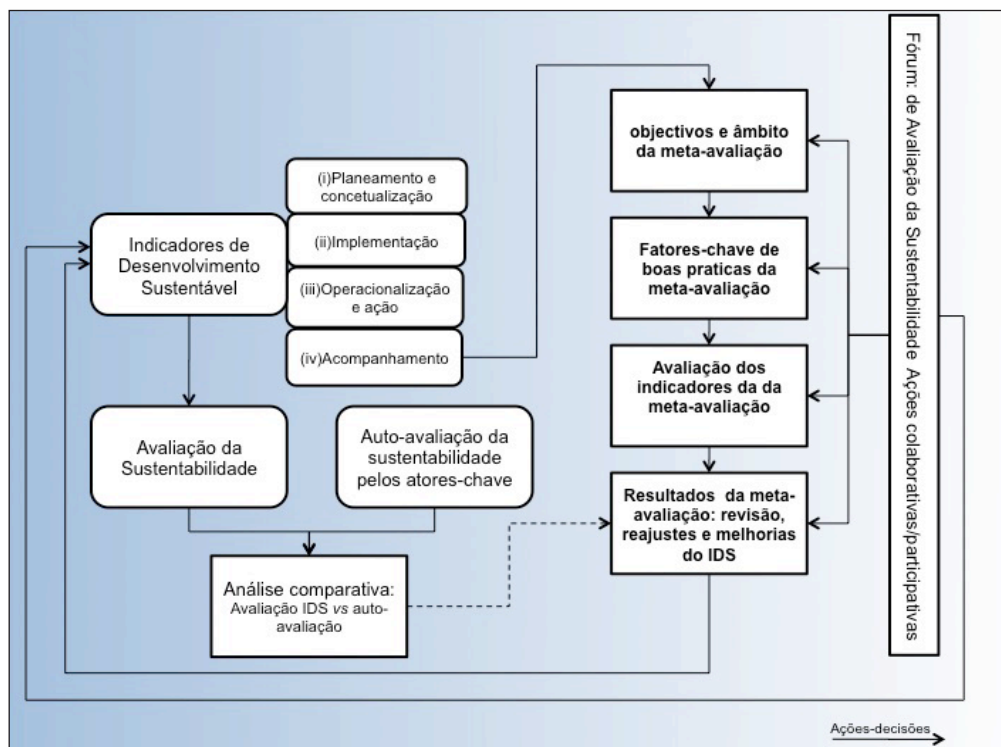 (i)Planeamento e
concetualização
(ii)Implementação
(iii)Operacionalização
e ação
(iv)Acompanhamento
Indicadores de
Desenvolvimento
Sustentável
Avaliação da
Sustentabilidade
Auto-avaliação da
sustentabilidade
pelos atores-chave
Análise comparativa:
Avaliação IDS vs auto-
avaliação
objectivos e âmbito
da meta-avaliação
Fatores-chave de
boas praticas da
meta-avaliação
Avaliação dos
indicadores da da
meta-avaliação
Resultados da meta-
avaliação: revisão,
reajustes e melhorias
do IDS
Fórum: de Avaliação da Sustentabilidade Ações colaborativas/participativas
Ações-decisões